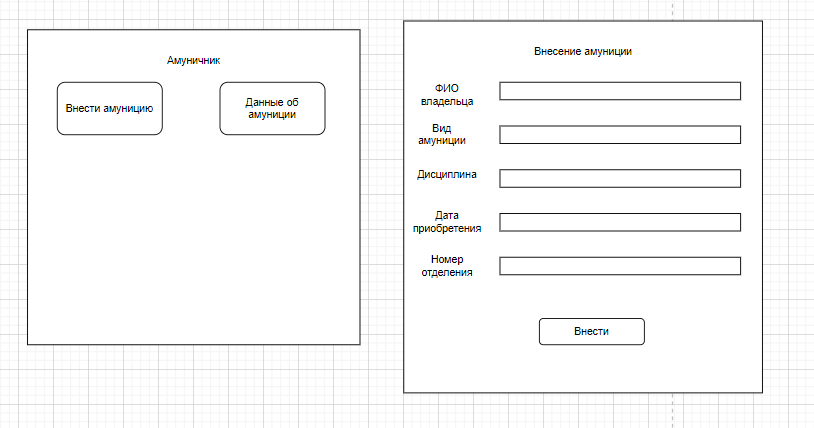 Амуничник
Внести амуницию
Данные об
амуниции
Внесение амуниции
ФИО
владельца
Вид
амуниции
Дисциплина
Дата
приобретения
Номер
отделения
Внести